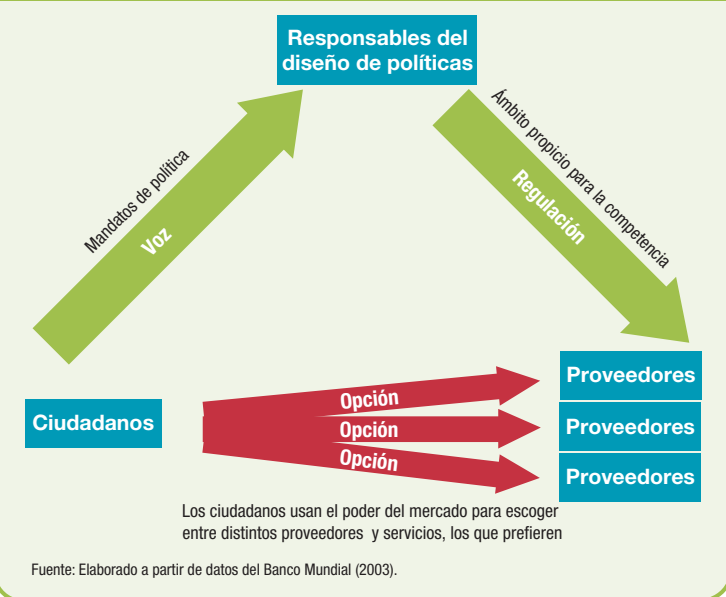 Responsables del
diseño de políticas
Mandatos de política
Voz
Ámbito propicio para la competencia
Regulación
Ciudadanos
Opción
Opción
Opción
Proveedores
Proveedores
Proveedores
Los ciudadanos usan el poder del mercado para escoger
entre distintos proveedores y servicios, los que prefieren
Fuente: Elaborado a partir de datos del Banco Mundial (2003).